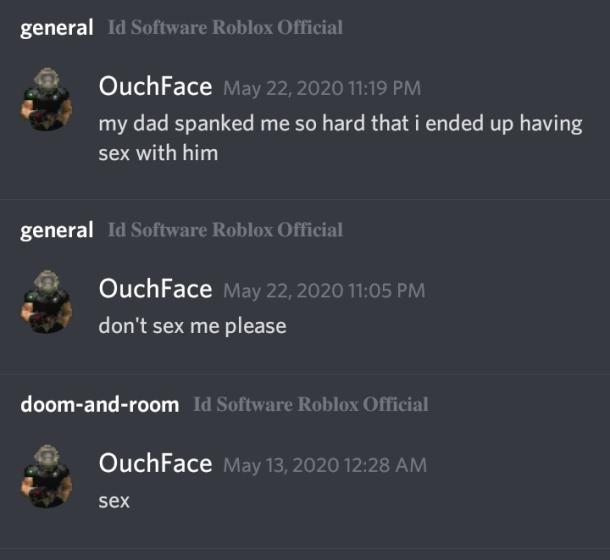 general Id Software Roblox Official
OuchFace May 22, 2020 11:19 PM
my dad spanked me so hard that i ended up having
sex with him
general Id Software Roblox Official
OuchFace May 22, 2020 11:05 PM
don't sex me please
doom-and-room Id Software Roblox Official
OuchFace May 13, 2020 12:28 AM
sex